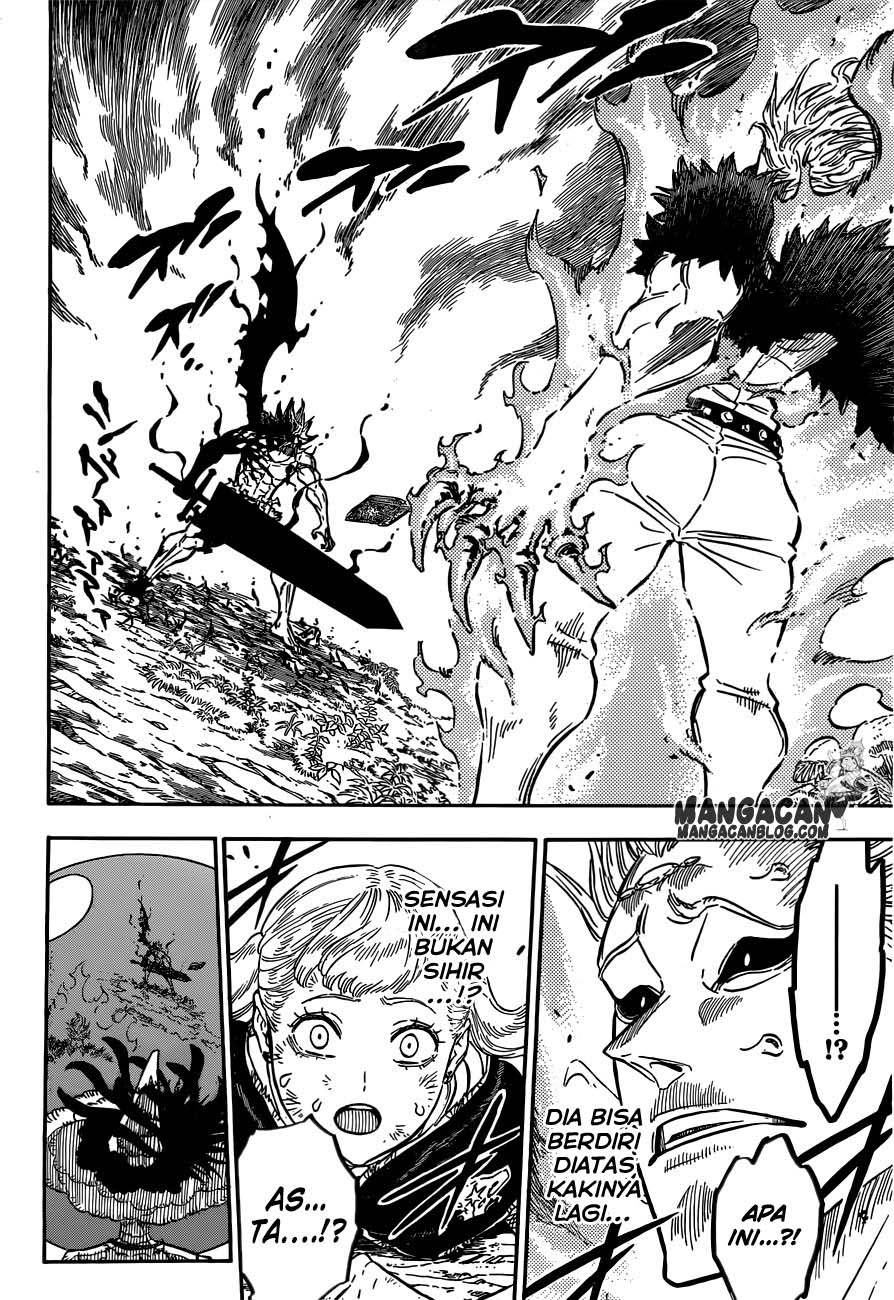 MANGACAN
MANGACANBLOG.COM
.....!?
APA
INI...?!
DIA BISA
BERDIRI
DIATAS
KAKINYA
LAGI...
SENSASI
INI... INI
BUKAN
SIHIR
...!?
AS...
TA....!?